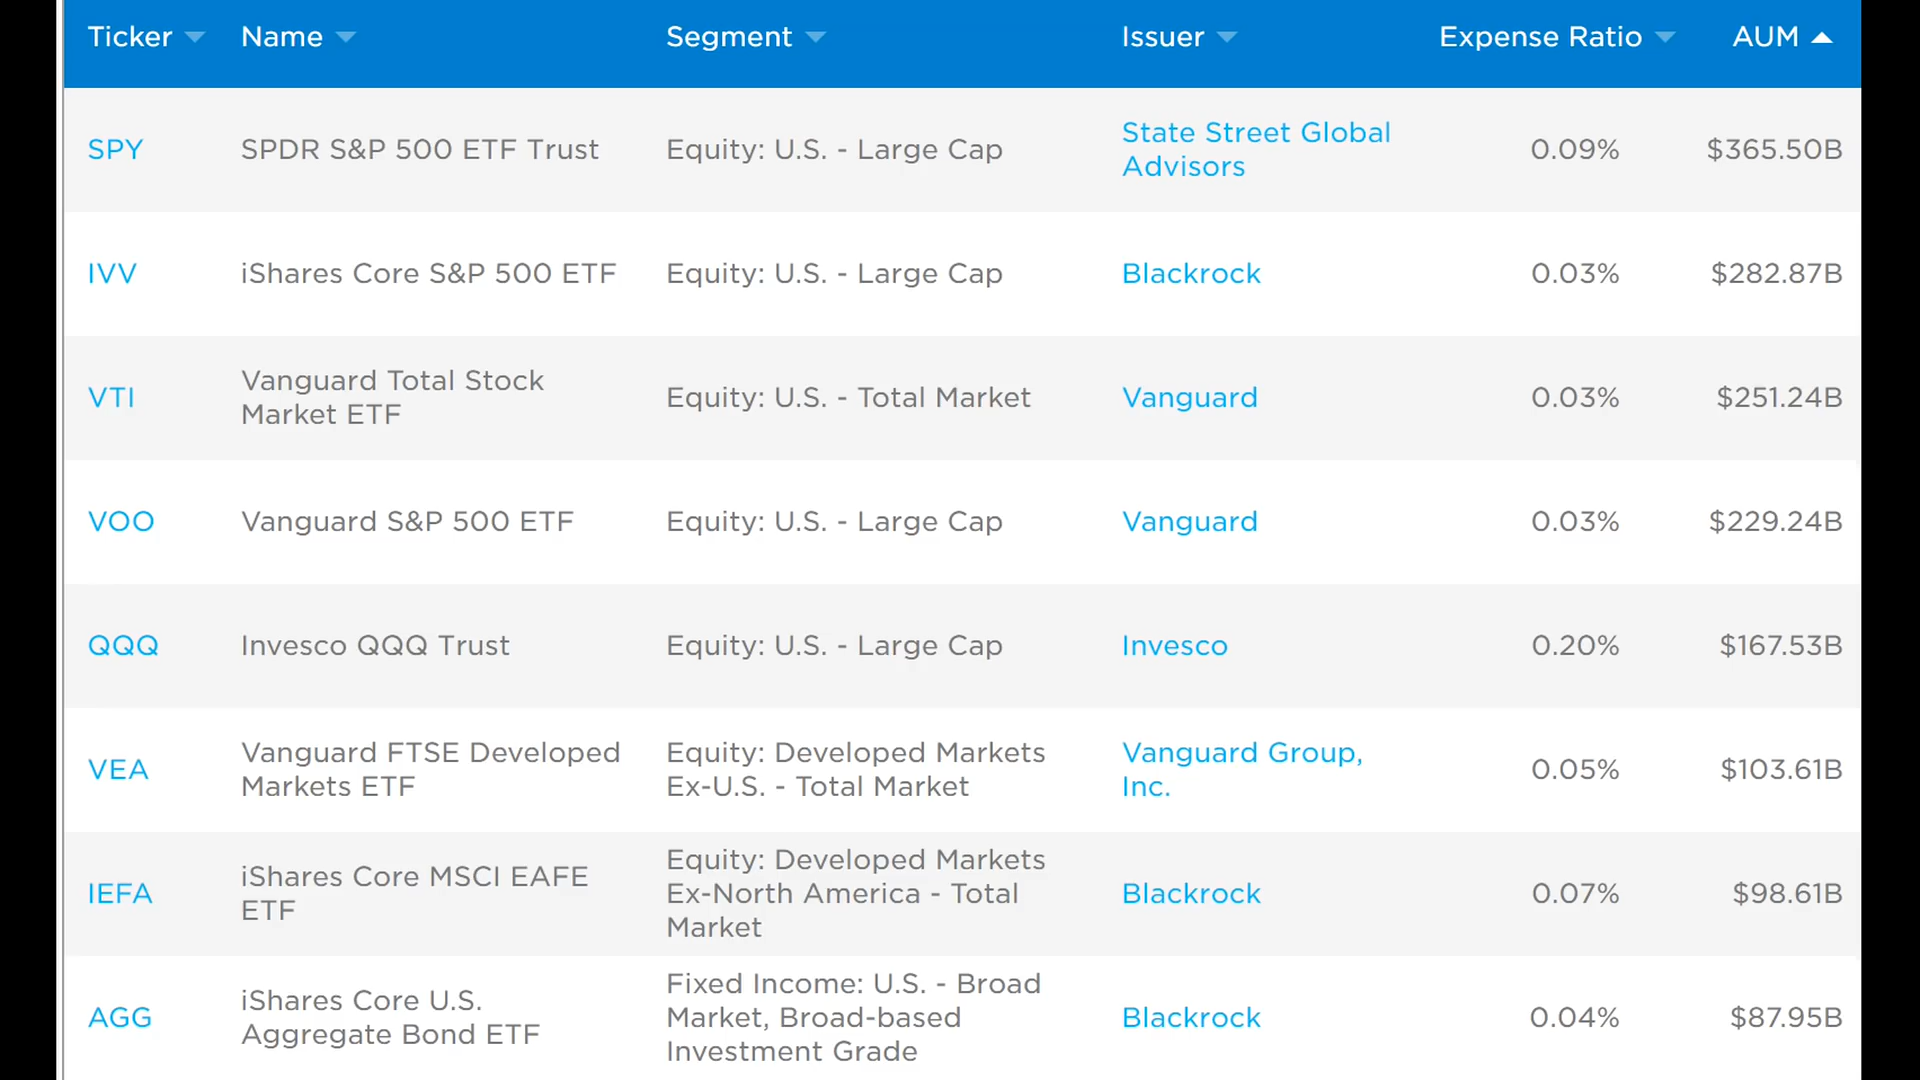 Ticker Name Segment Issuer Expense Ratio AUM
SPY SPDR S&P 500 ETF Trust Equity: U.S. - Large Cap State Street Global Advisors 0.09% $365.50B
IVV iShares Core S&P 500 ETF Equity: U.S. - Large Cap Blackrock 0.03% $282.87B
VTI Vanguard Total Stock Market ETF Equity: U.S. - Total Market Vanguard 0.03% $251.24B
VOO Vanguard S&P 500 ETF Equity: U.S. - Large Cap Vanguard 0.03% $229.24B
QQQ Invesco QQQ Trust Equity: U.S. - Large Cap Invesco 0.20% $167.53B
VEA Vanguard FTSE Developed Markets ETF Equity: Developed Markets Ex-U.S. - Total Market Vanguard Group, Inc. 0.05% $103.61B
IEFA iShares Core MSCI EAFE ETF Equity: Developed Markets Ex-North America - Total Market Blackrock 0.07% $98.61B
AGG iShares Core U.S. Aggregate Bond ETF Fixed Income: U.S. - Broad Market, Broad-based Investment Grade Blackrock 0.04% $87.95B